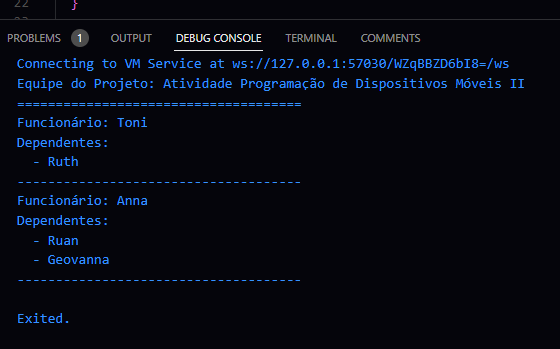 22 }
PROBLEMS 1 OUTPUT DEBUG CONSOLE TERMINAL COMMENTS
Connecting to VM Service at ws://127.0.0.1:57030/WZqBBZD6bI8=/ws
Equipe do Projeto: Atividade Programação de Dispositivos Móveis II
=====================================
Funcionário: Toni
Dependentes:
  - Ruth
-------------------------------------
Funcionário: Anna
Dependentes:
  - Ruan
  - Geovanna
-------------------------------------
Exited.